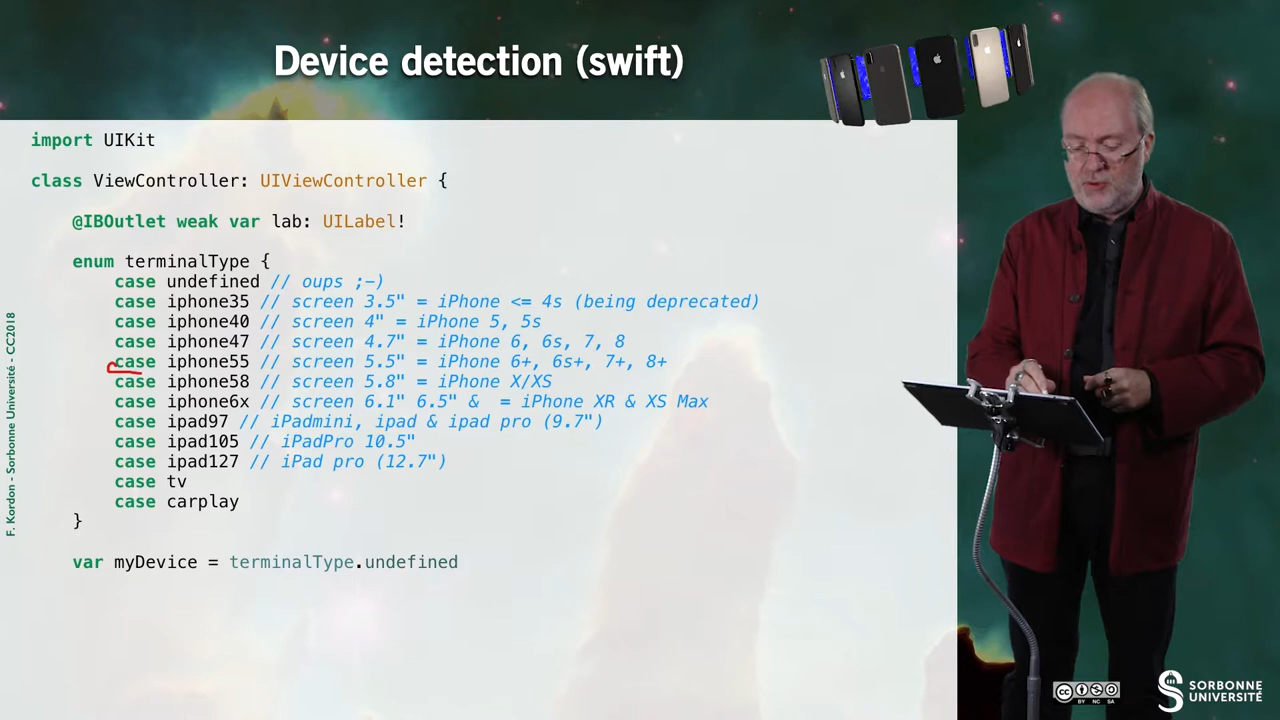 Device detection (swift)
import UIKit
class ViewController: UIViewController {
@IBOutlet weak var lab: UILabel!
enum terminalType {
case undefined // oups ;-)
case iphone35 // screen 3.5" = iPhone <= 4s (being deprecated)
case iphone40 // screen 4" = iPhone 5, 5s
case iphone47 // screen 4.7" = iPhone 6, 6s, 7, 8
case iphone55 // screen 5.5" = iPhone 6+, 6s+, 7+, 8+
case iphone58 // screen 5.8" = iPhone X/XS
case iphone6x // screen 6.1" 6.5" &  = iPhone XR & XS Max
case ipad97 // iPadmini, ipad & ipad pro (9.7")
case ipad105 // iPadPro 10.5"
case ipad127 // iPad pro (12.7")
case tv
case carplay
}
var myDevice = terminalType.undefined
F. Kordon - Sorbonne Université - CC2018
cc
BY NC SA
SORBONNE
UNIVERSITÉ